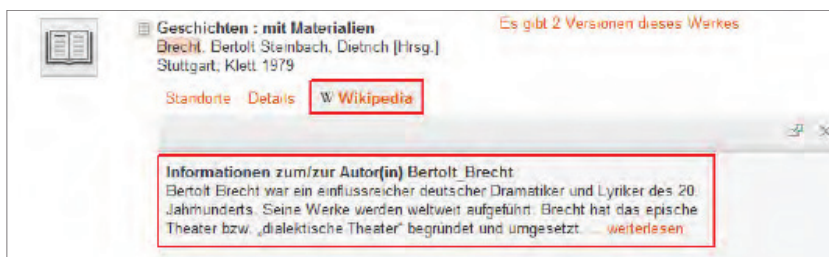 Geschichten : mit Materialien
Es gibt 2 Versionen dieses Werkes
Brecht, Bertolt Steinbach, Dietrich [Hrsg.]
Stuttgart, Klett 1979
Standorte Details W Wikipedia
Informationen zum/zur Autor(in) Bertolt_Brecht
Bertolt Brecht war ein einflussreicher deutscher Dramatiker und Lyriker des 20.
Jahrhunderts. Seine Werke werden weltweit aufgeführt. Brecht hat das epische
Theater bzw. „dialektische Theater“ begründet und umgesetzt. ... weiterlesen